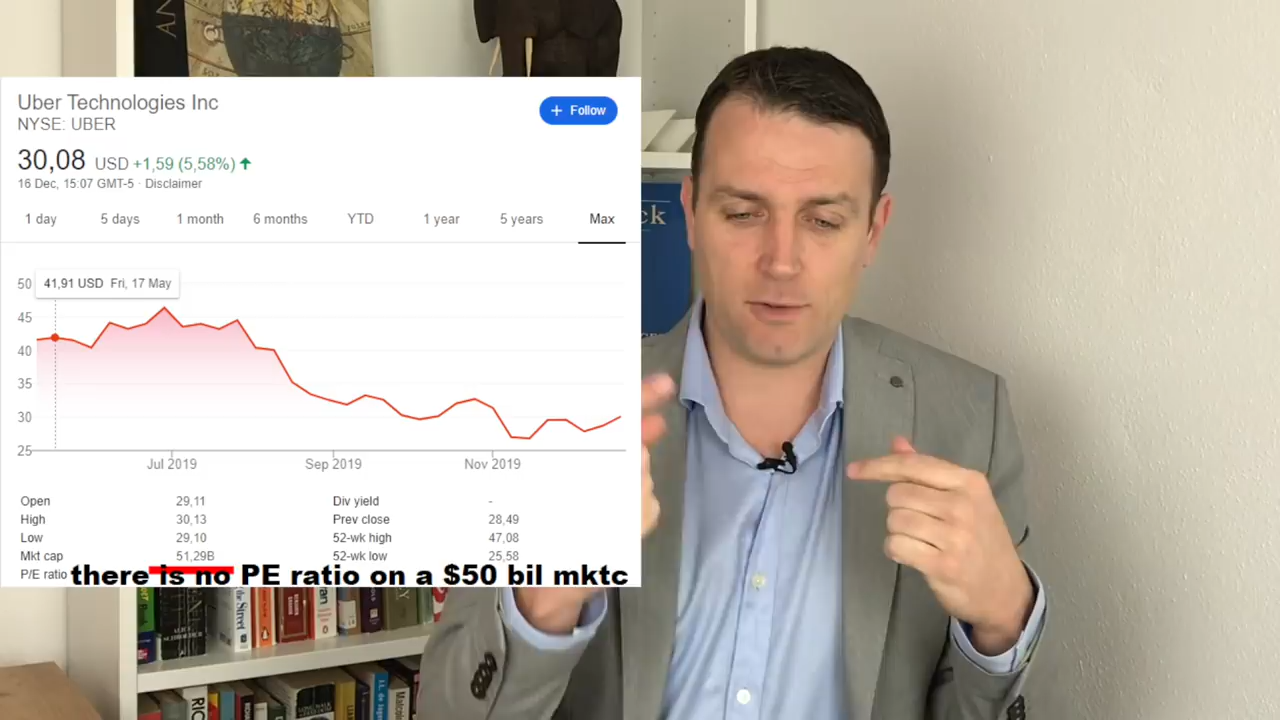 AN
Uber Technologies Inc
NYSE: UBER
+ Follow
30,08 USD +1,59 (5,58%) ↑
16 Dec, 15:07 GMT-5 · Disclaimer
1 day 5 days 1 month 6 months YTD 1 year 5 years Max
50
41,91 USD Fri, 17 May
45
40
35
30
25
Jul 2019 Sep 2019 Nov 2019
Open 29,11 Div yield -
High 30,13 Prev close 28,49
Low 29,10 52-wk high 47,08
Mkt cap 51,29B 52-wk low 25,58
P/E ratio
there is no PE ratio on a $50 bil mktc
ck
the Street